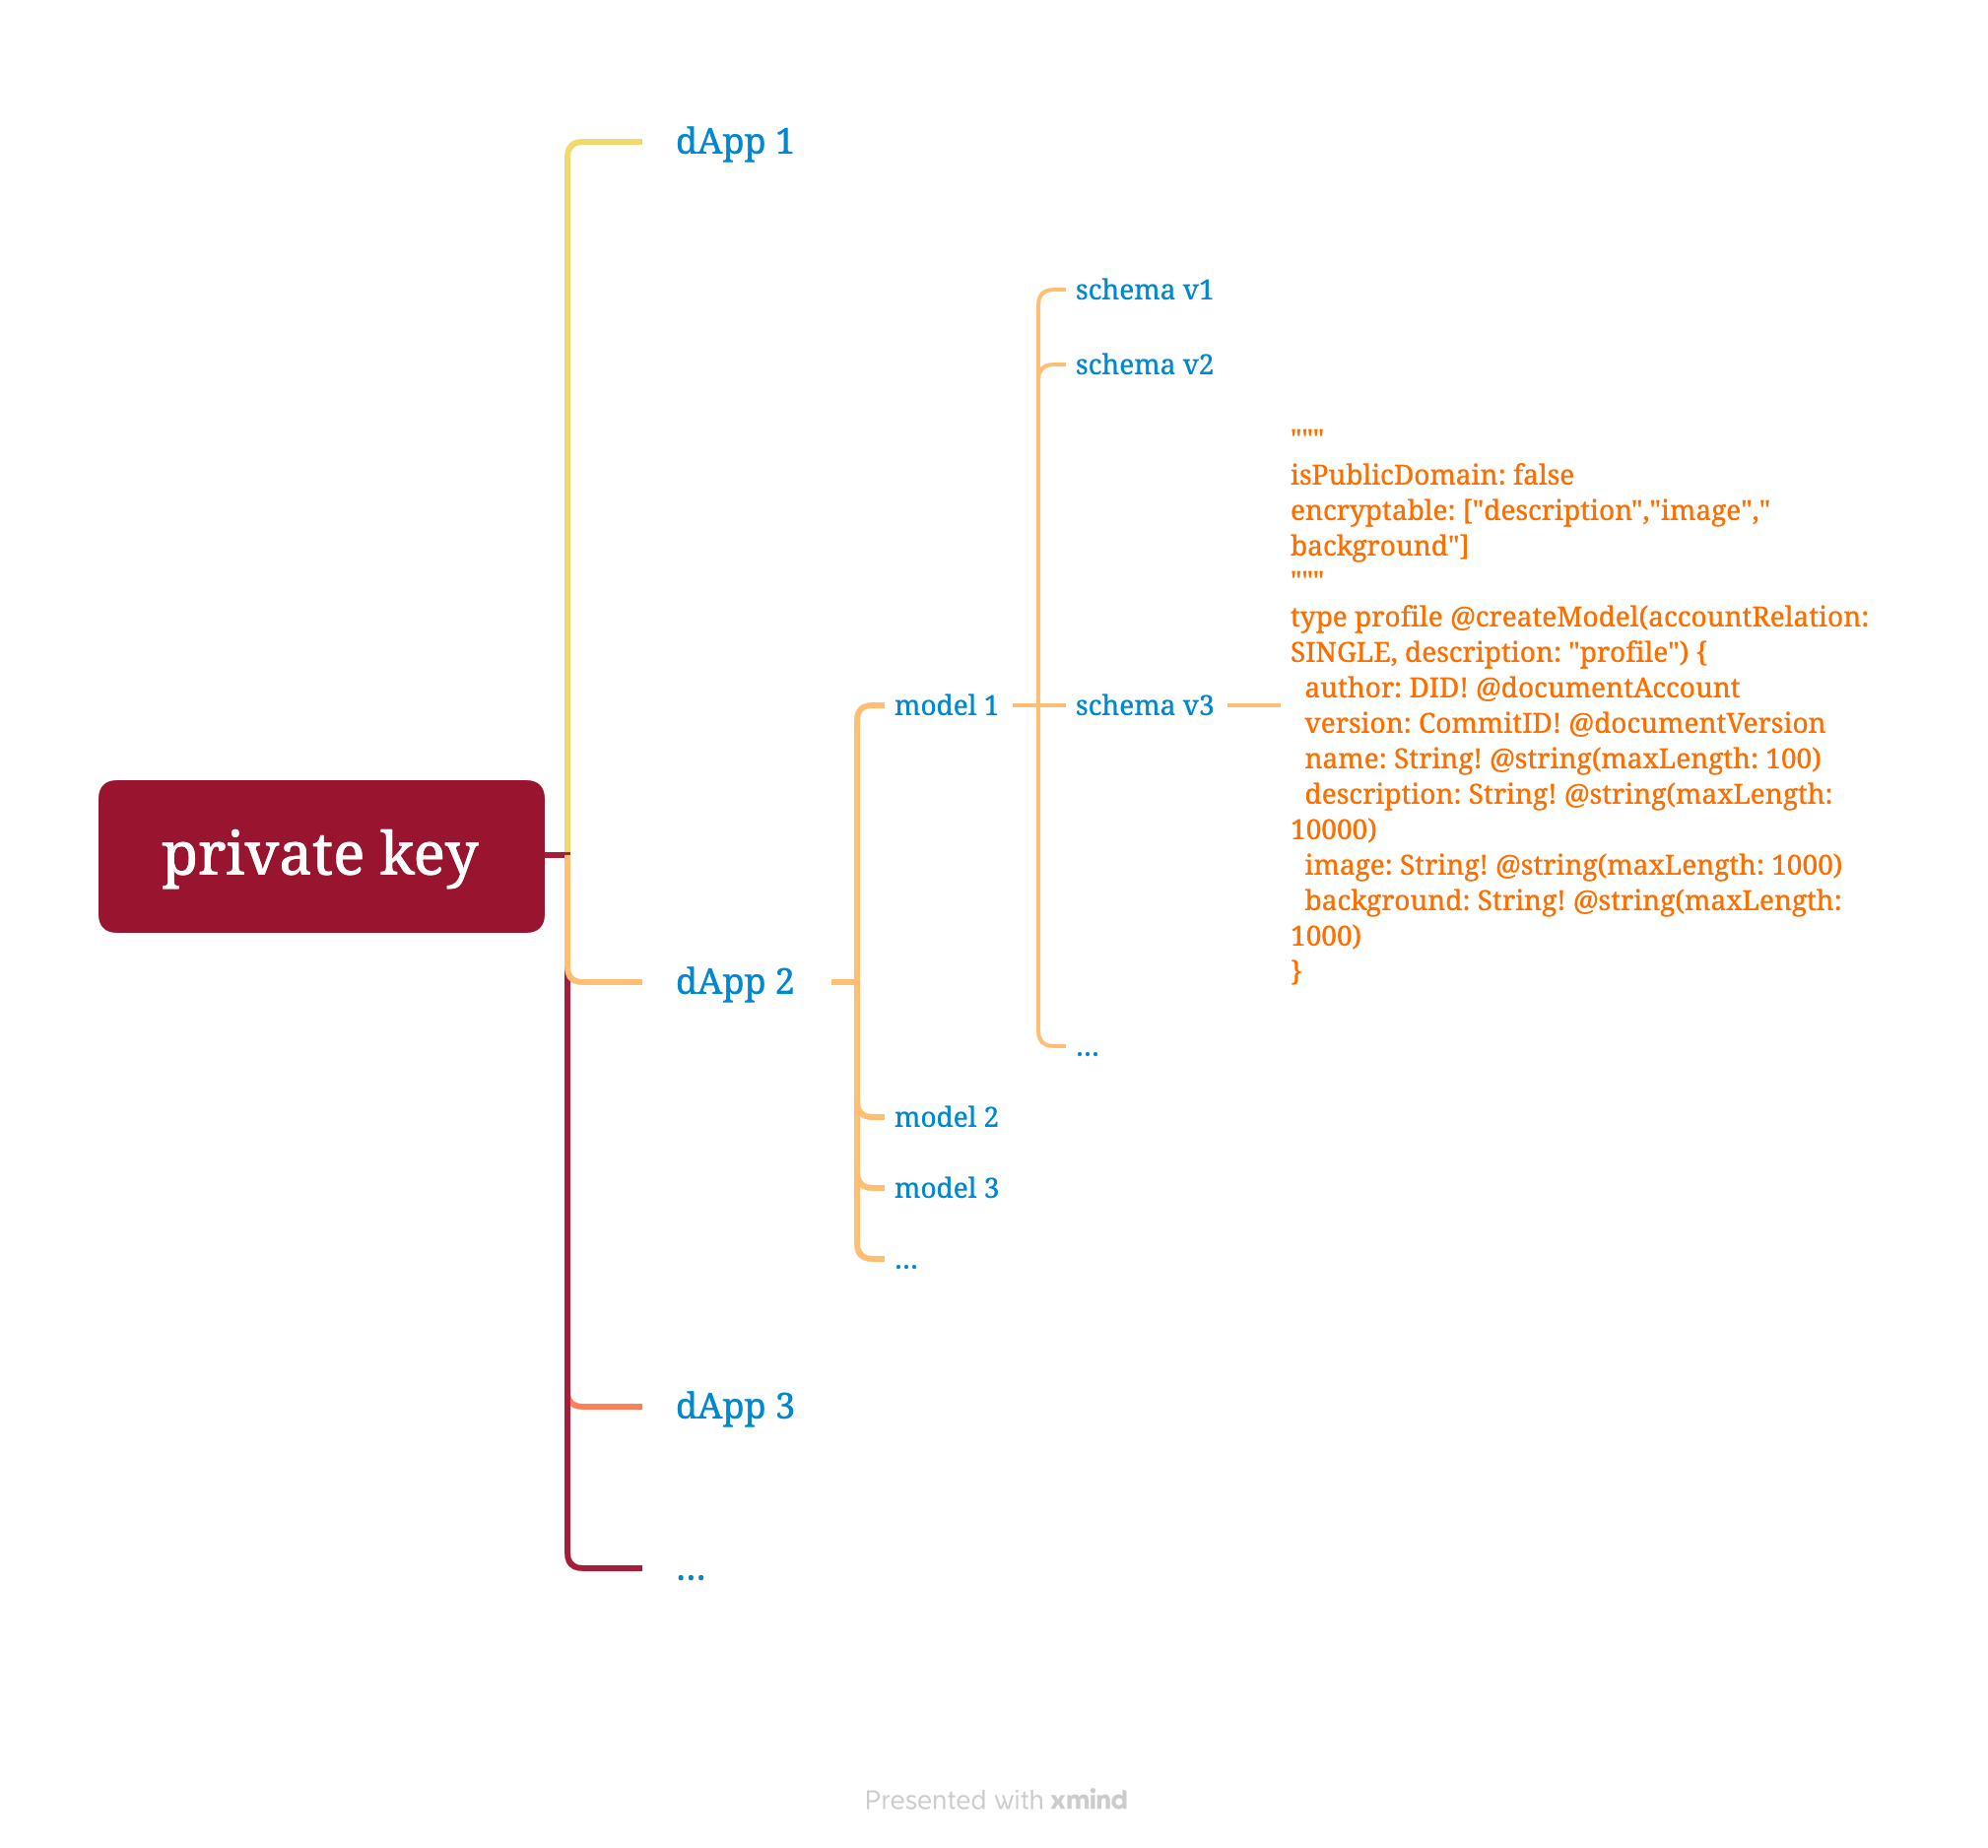 dApp 1
schema v1
schema v2
"""
isPublicDomain: false
encryptable: ["description","image","
background"]
"""
type profile @createModel(accountRelation:
SINGLE, description: "profile") {
  author: DID! @documentAccount
  version: CommitID! @documentVersion
  name: String! @string(maxLength: 100)
  description: String! @string(maxLength:
10000)
  image: String! @string(maxLength: 1000)
  background: String! @string(maxLength:
1000)
}
model 1
schema v3
private key
dApp 2
...
model 2
model 3
...
dApp 3
...
Presented with xmind